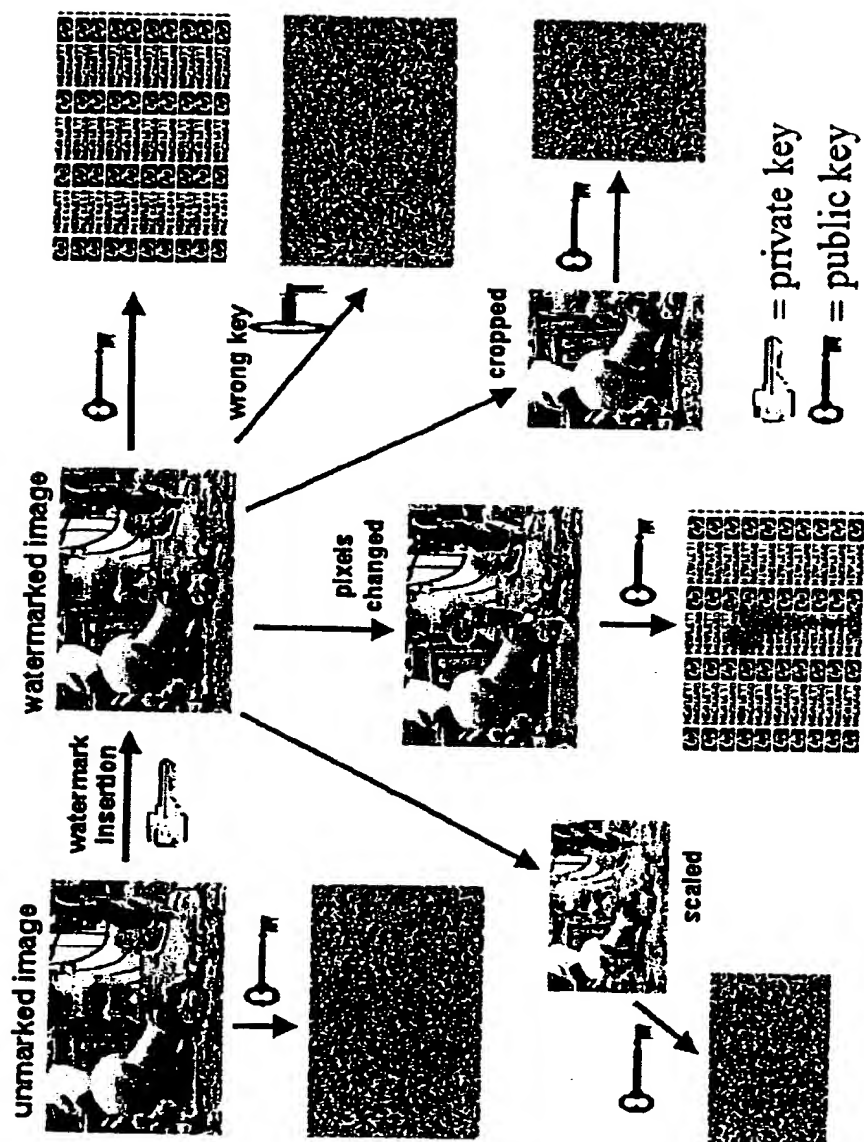 unmarked image
watermark
insertion
watermarked image
wrong key
pixels
changed
cropped
scaled
= private key
= public key